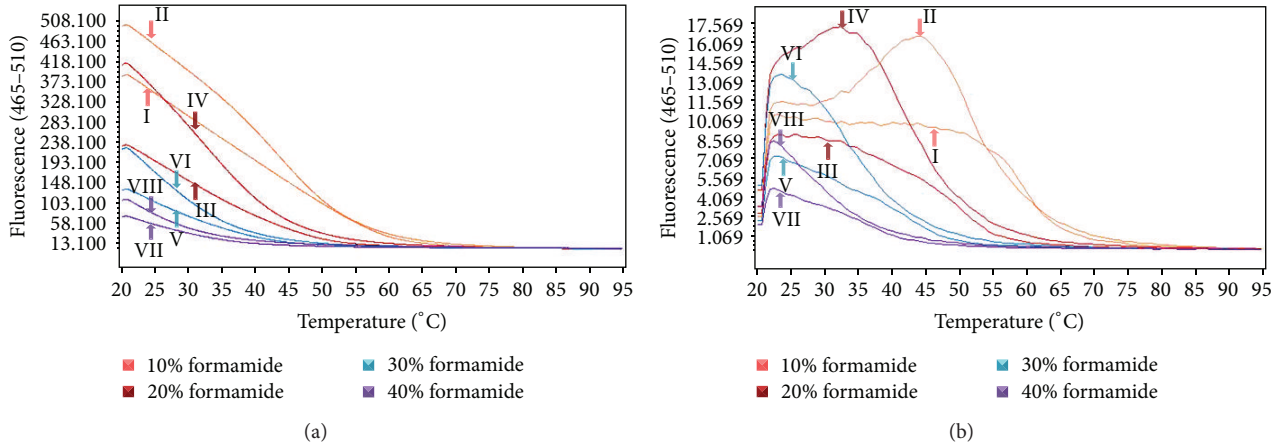 Fluorescence (465–510)
508.100
463.100
418.100
373.100
328.100
283.100
238.100
193.100
148.100
103.100
58.100
13.100
II
I
IV
VI
VIII
III
V
VII
20 25 30 35 40 45 50 55 60 65 70 75 80 85 90 95
Temperature (°C)
10% formamide
20% formamide
30% formamide
40% formamide
(a)
Fluorescence (465–510)
17.569
16.069
14.569
13.069
11.569
10.069
8.569
7.069
5.569
4.069
2.569
1.069
IV
II
VI
VIII
I
III
V
VII
20 25 30 35 40 45 50 55 60 65 70 75 80 85 90 95
Temperature (°C)
10% formamide
20% formamide
30% formamide
40% formamide
(b)